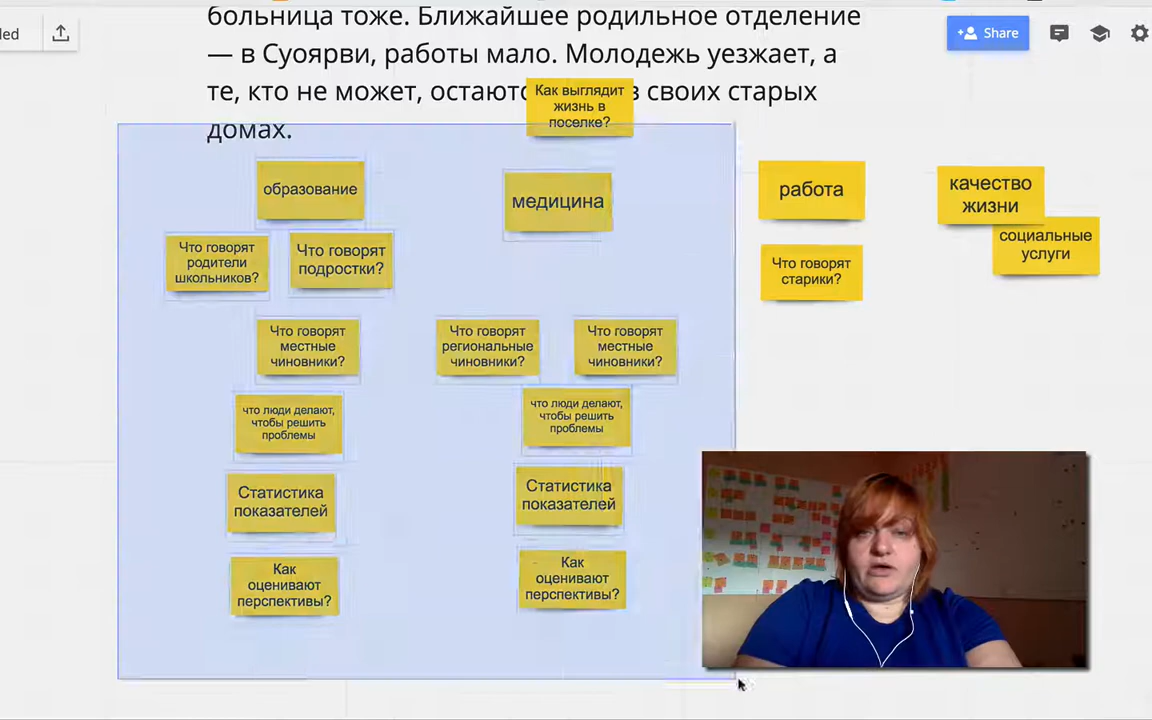 led
Share
больница тоже. Ближайшее родильное отделение
— в Суоярви, работы мало. Молодежь уезжает, а
те, кто не может, остаютс
в своих старых
домах.
Как выглядит
жизнь в
поселке?
образование
медицина
работа
качество
жизни
социальные
услуги
Что говорят
родители
школьников?
Что говорят
подростки?
Что говорят
старики?
Что говорят
местные
чиновники?
Что говорят
региональные
чиновники?
Что говорят
местные
чиновники?
что люди делают,
чтобы решить
проблемы
что люди делают,
чтобы решить
проблемы
Статистика
показателей
Статистика
показателей
Как
оценивают
перспективы?
Как
оценивают
перспективы?